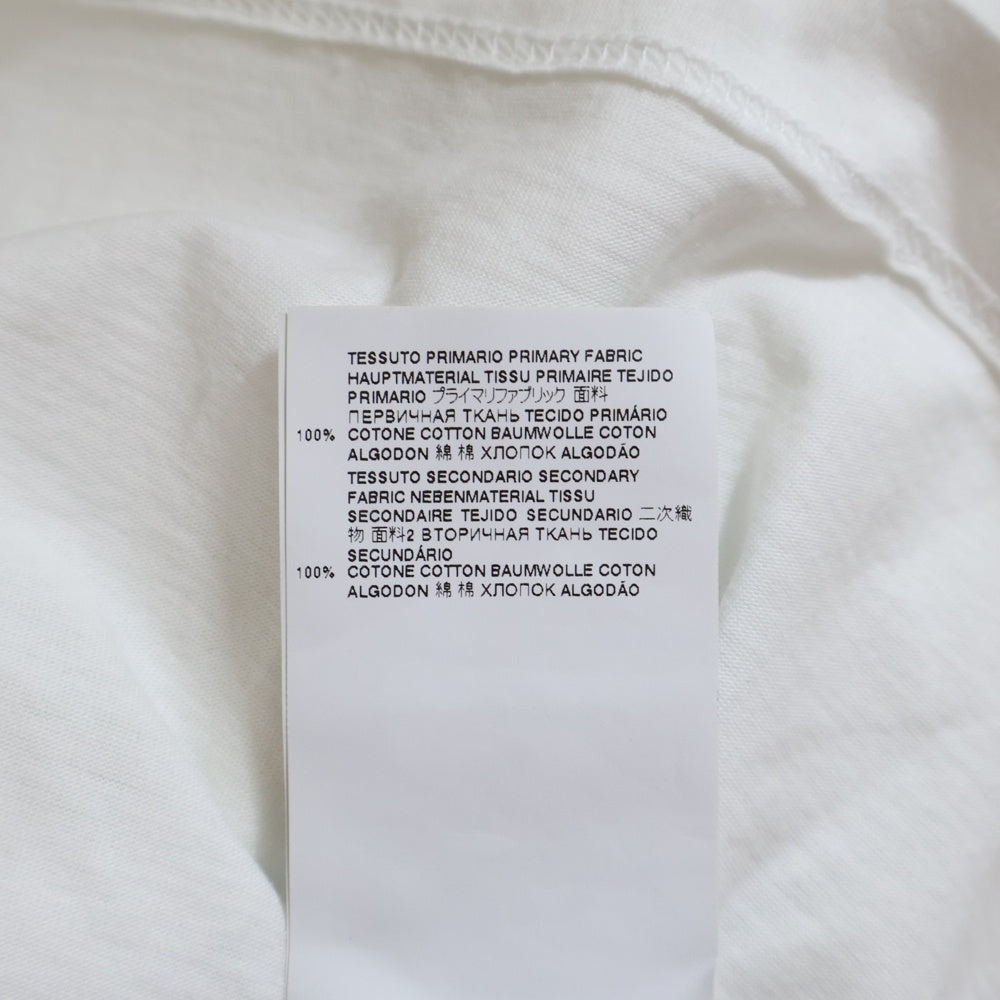 TESSUTO PRIMARIO PRIMARY FABRIC
HAUPTMATERIAL TISSU PRIMAIRE TEJIDO
PRIMARIO プライマリファブリック 面料
ПЕРВИЧНАЯ ТКАНЬ TECIDO PRIMÁRIO
100% COTONE COTTON BAUMWOLLE COTON
ALGODON 綿 棉 ХЛОПОК ALGODÃO
TESSUTO SECONDARIO SECONDARY
FABRIC NEBENMATERIAL TISSU
SECONDAIRE TEJIDO SECUNDARIO 二次織
物 面料2 ВТОРИЧНАЯ ТКАНЬ TECIDO
SECUNDÁRIO
100% COTONE COTTON BAUMWOLLE COTON
ALGODON 綿 棉 ХЛОПОК ALGODÃO